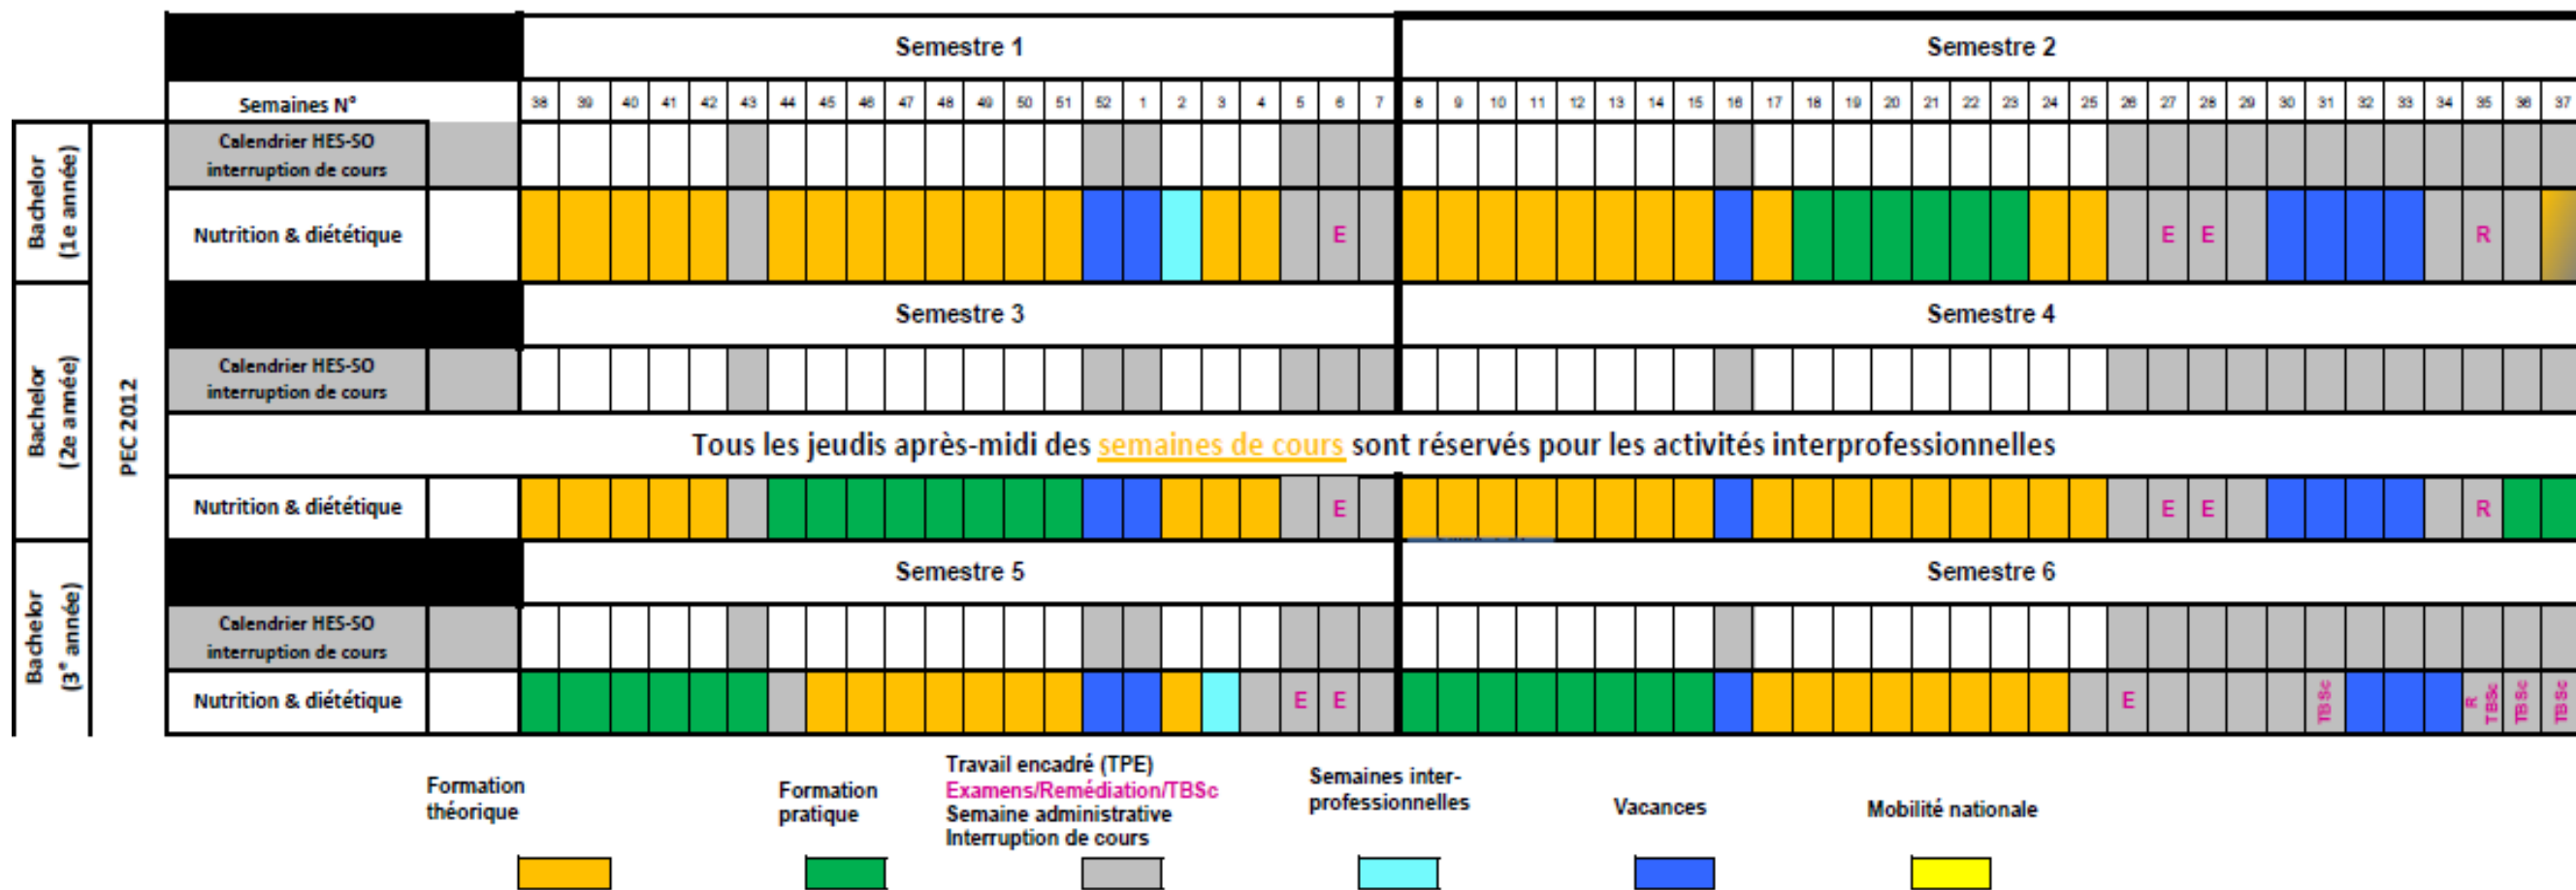 Semestre 1 Semestre 2
Semaines N° 38 39 40 41 42 43 44 45 46 47 48 49 50 51 52 1 2 3 4 5 6 7 8 9 10 11 12 13 14 15 16 17 18 19 20 21 22 23 24 25 26 27 28 29 30 31 32 33 34 35 36 37
Bachelor
(1e année)
Calendrier HES-SO
interruption de cours
Nutrition & diététique E E E R
Semestre 3 Semestre 4
Bachelor
(2e année)
PEC 2012
Calendrier HES-SO
interruption de cours
Tous les jeudis après-midi des semaines de cours sont réservés pour les activités interprofessionnelles
Nutrition & diététique E E E R
Semestre 5 Semestre 6
Bachelor
(3e année)
Calendrier HES-SO
interruption de cours
Nutrition & diététique E E E TBSc R TBSc TBSc TBSc
Formation
théorique
Formation
pratique
Travail encadré (TPE)
Examens/Remédiation/TBSc
Semaine administrative
Interruption de cours
Semaines inter-
professionnelles
Vacances
Mobilité nationale